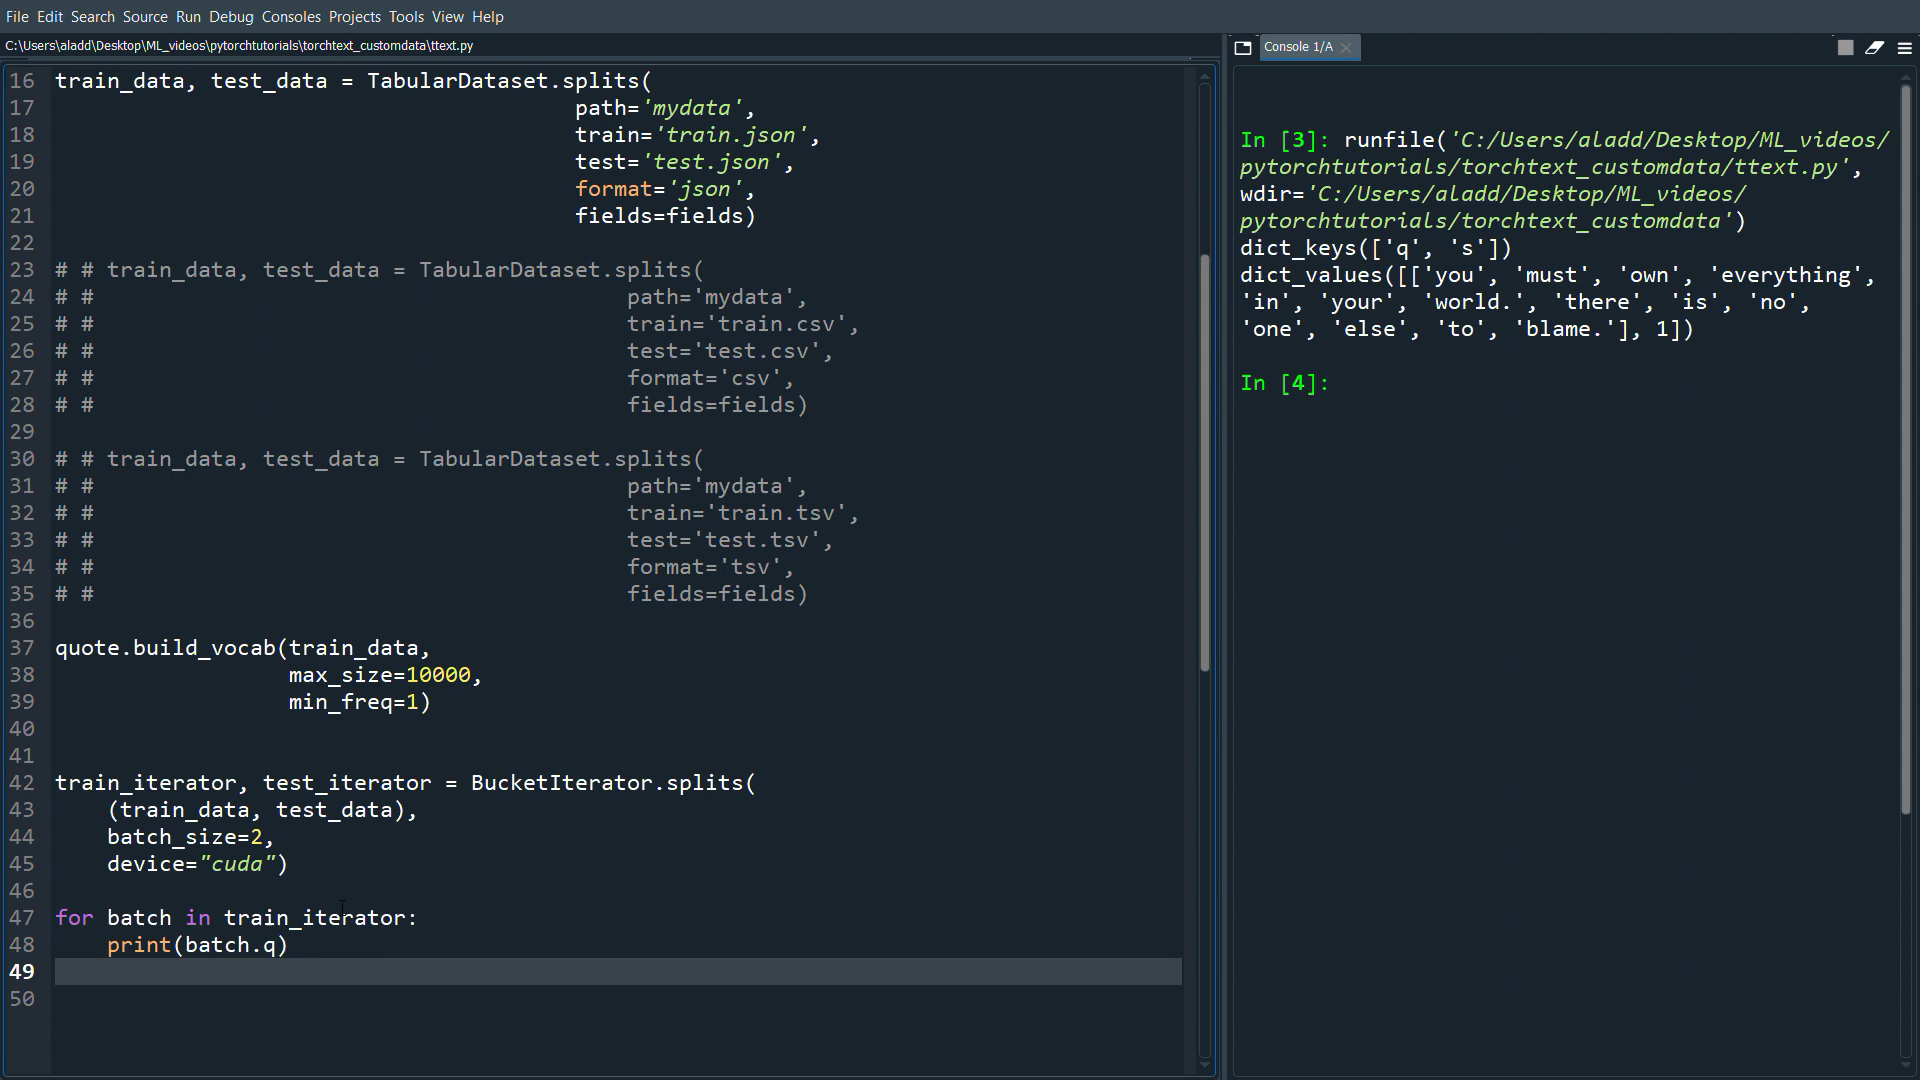 File Edit Search Source Run Debug Consoles Projects Tools View Help
C:\Users\aladd\Desktop\ML_videos\pytorchtutorials\torchtext_customdata\ttext.py
16 train_data, test_data = TabularDataset.splits(
17 path='mydata',
18 train='train.json',
19 test='test.json',
20 format='json',
21 fields=fields)
22
23 # # train_data, test_data = TabularDataset.splits(
24 # # path='mydata',
25 # # train='train.csv',
26 # # test='test.csv',
27 # # format='csv',
28 # # fields=fields)
29
30 # # train_data, test_data = TabularDataset.splits(
31 # # path='mydata',
32 # # train='train.tsv',
33 # # test='test.tsv',
34 # # format='tsv',
35 # # fields=fields)
36
37 quote.build_vocab(train_data,
38 max_size=10000,
39 min_freq=1)
40
41
42 train_iterator, test_iterator = BucketIterator.splits(
43 (train_data, test_data),
44 batch_size=2,
45 device="cuda")
46
47 for batch in train_iterator:
48 print(batch.q)
49
50
Console 1/A
In [3]: runfile('C:/Users/aladd/Desktop/ML_videos/
pytorchtutorials/torchtext_customdata/ttext.py',
wdir='C:/Users/aladd/Desktop/ML_videos/
pytorchtutorials/torchtext_customdata')
dict_keys(['q', 's'])
dict_values([['you', 'must', 'own', 'everything',
'in', 'your', 'world.', 'there', 'is', 'no',
'one', 'else', 'to', 'blame.'], 1])
In [4]: